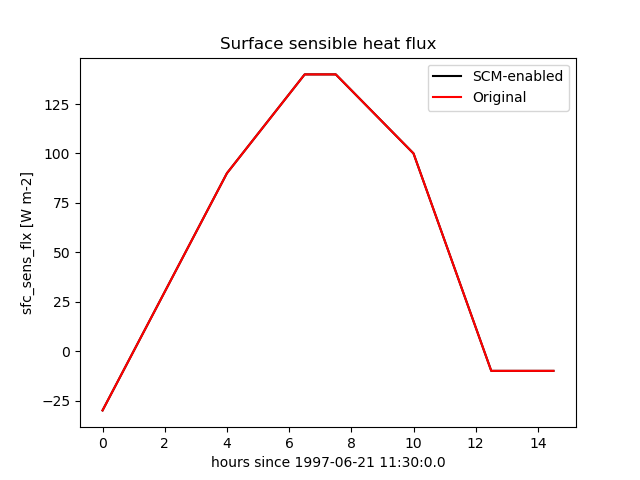 Surface sensible heat flux
SCM-enabled
Original
sfc_sens_flx [W m-2]
125
100
75
50
25
0
−25
0 2 4 6 8 10 12 14
hours since 1997-06-21 11:30:0.0